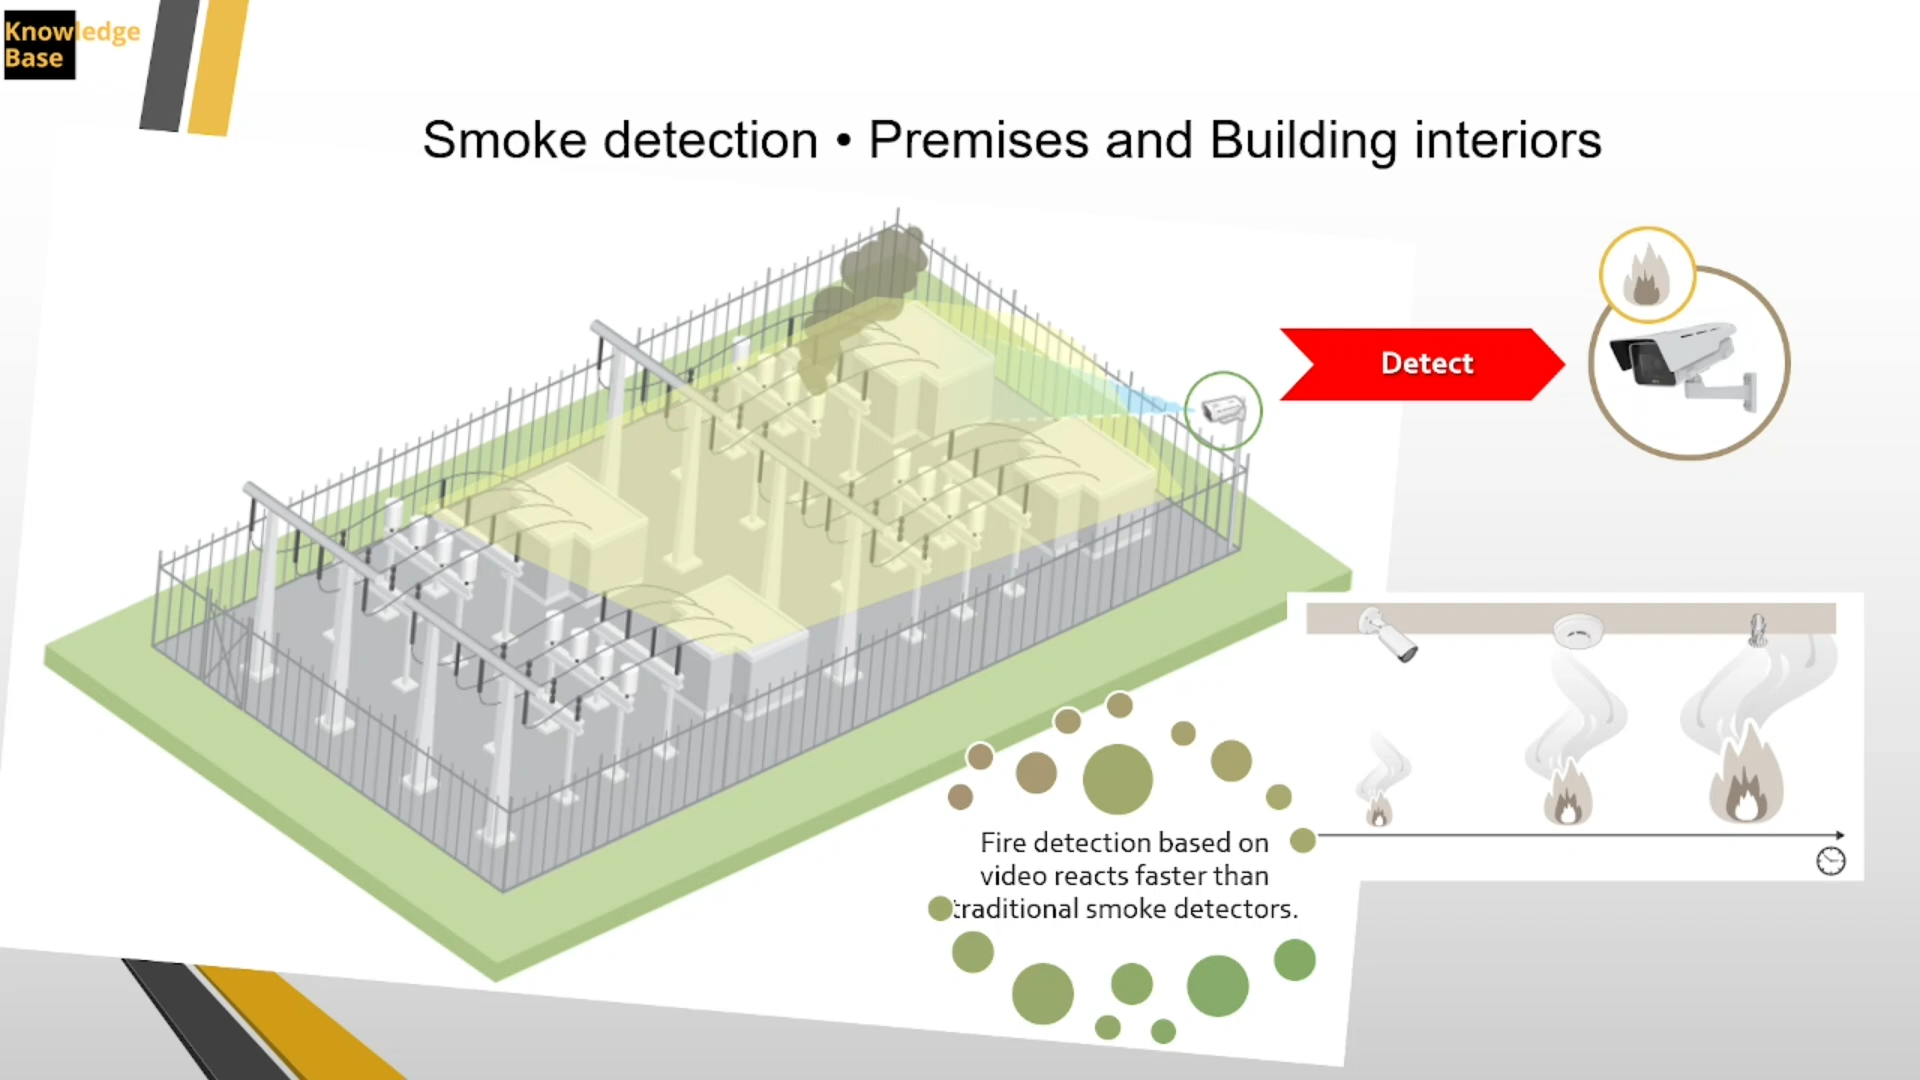 Knowledge
Base
Smoke detection • Premises and Building interiors
Detect
Fire detection based on
video reacts faster than
traditional smoke detectors.